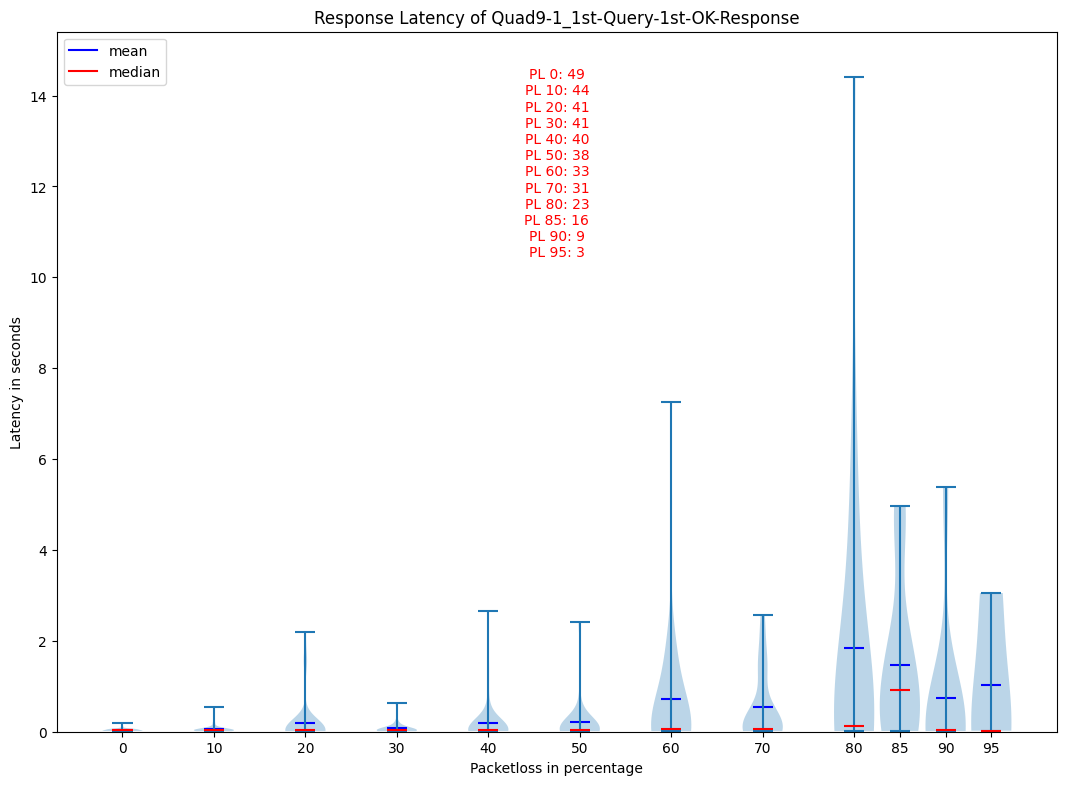 Response Latency of Quad9-1_1st-Query-1st-OK-Response
mean
median
PL 0: 49
PL 10: 44
PL 20: 41
PL 30: 41
PL 40: 40
PL 50: 38
PL 60: 33
PL 70: 31
PL 80: 23
PL 85: 16
PL 90: 9
PL 95: 3
Latency in seconds
14
12
10
8
6
4
2
0
0 10 20 30 40 50 60 70 80 85 90 95
Packetloss in percentage